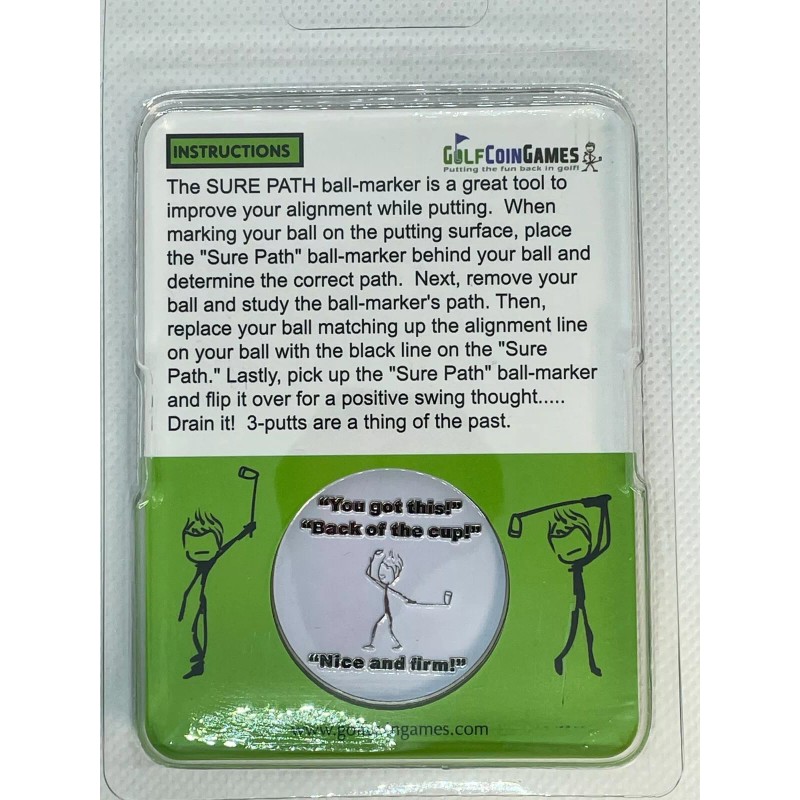 INSTRUCTIONS
GOLFCOINGAMES
Putting the fun back in golf!
The SURE PATH ball-marker is a great tool to
improve your alignment while putting. When
marking your ball on the putting surface, place
the "Sure Path" ball-marker behind your ball and
determine the correct path. Next, remove your
ball and study the ball-marker's path. Then,
replace your ball matching up the alignment line
on your ball with the black line on the "Sure
Path." Lastly, pick up the "Sure Path" ball-marker
and flip it over for a positive swing thought.....
Drain it! 3-putts are a thing of the past.
“You got this!”
“Back of the cup!”
“Nice and firm!”
www.golfcoingames.com